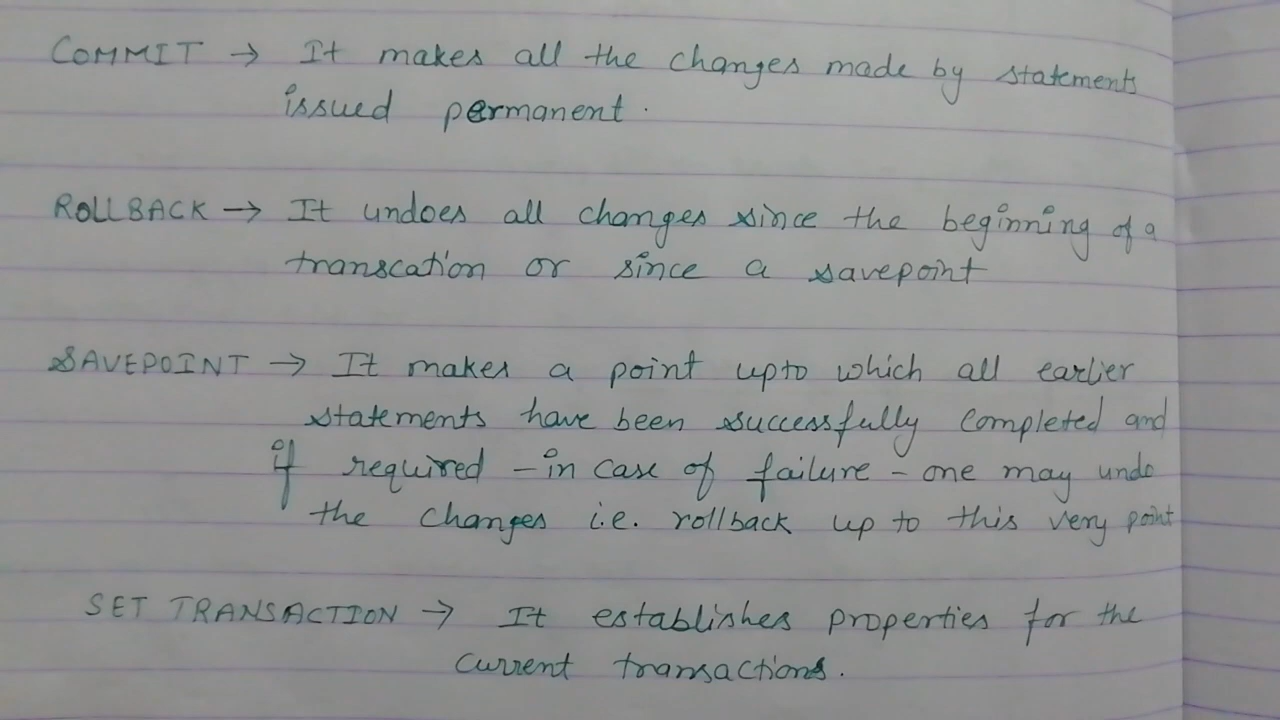 COMMIT → It makes all the changes made by statements
issued permanent.
ROLLBACK → It undoes all changes since the beginning of a
transcation or since a savepoint
SAVEPOINT → It makes a point upto which all earlier
statements have been successfully completed and
if required - in case of failure - one may undo
the changes i.e. rollback up to this very point
SET TRANSACTION → It establishes properties for the
current transactions.